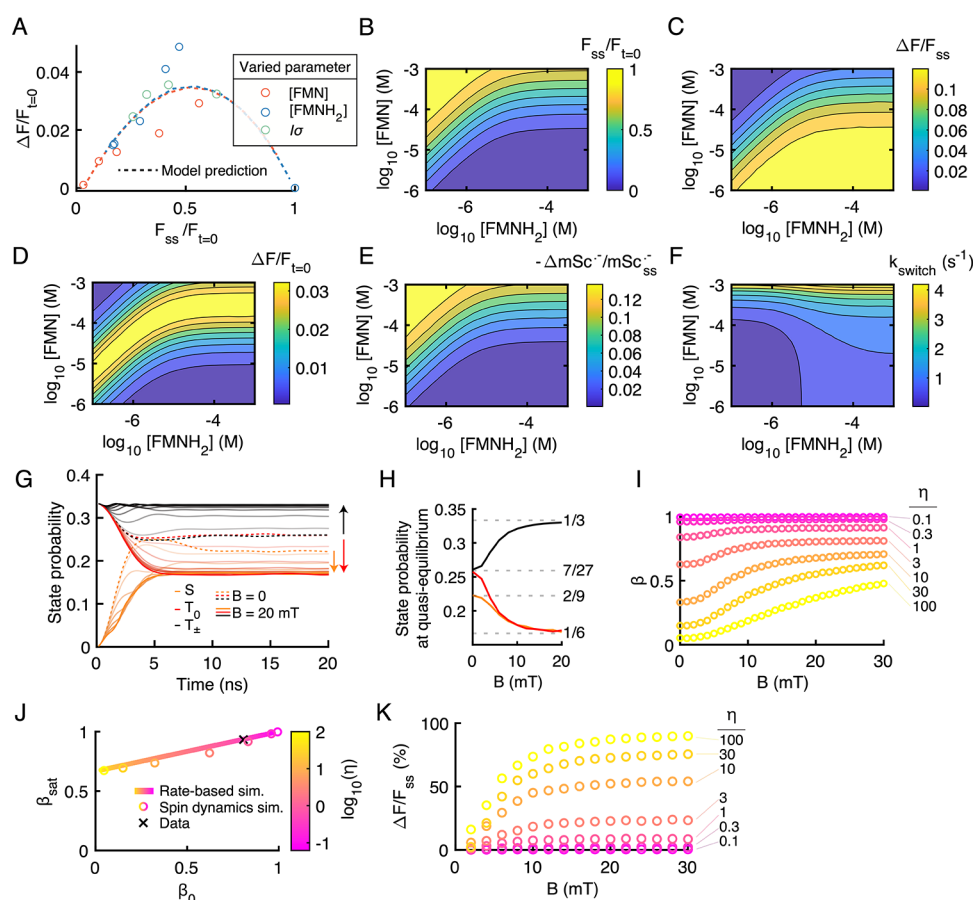 A
ΔF/F_{t=0}
0.04
0.02
0
0 0.5 1
F_{ss}/F_{t=0}
Varied parameter
[FMN]
[FMNH_2]
Iσ
Model prediction
B
F_{ss}/F_{t=0}
log_{10} [FMN] (M)
-3
-4
-5
-6
-6 -4
log_{10} [FMNH_2] (M)
1
0.5
0
C
ΔF/F_{ss}
log_{10} [FMN] (M)
-3
-4
-5
-6
-6 -4
log_{10} [FMNH_2] (M)
0.1
0.08
0.06
0.04
0.02
D
ΔF/F_{t=0}
log_{10} [FMN] (M)
-3
-4
-5
-6
-6 -4
log_{10} [FMNH_2] (M)
0.03
0.02
0.01
E
-ΔmSc^{·-}/mSc^{·-}_{ss}
log_{10} [FMN] (M)
-3
-4
-5
-6
-6 -4
log_{10} [FMNH_2] (M)
0.12
0.1
0.08
0.06
0.04
0.02
F
k_{switch} (s^{-1})
log_{10} [FMN] (M)
-3
-4
-5
-6
-6 -4
log_{10} [FMNH_2] (M)
4
3
2
1
G
State probability
0.3
0.2
0.1
0
0 5 10 15 20
Time (ns)
S
T_0
T_±
B = 0
B = 20 mT
H
State probability
at quasi-equilibrium
0.35
0.3
0.25
0.2
1/3
7/27
2/9
1/6
0 10 20
B (mT)
I
η
β
1
0.5
0
0 10 20 30
B (mT)
0.1
0.3
1
3
10
30
100
J
β_{sat}
1
0.5
0
0 0.5 1
β_0
Rate-based sim.
Spin dynamics sim.
Data
log_{10}(η)
2
1
0
-1
K
ΔF/F_{ss} (%)
100
50
0
0 10 20 30
B (mT)
η
100
30
10
3
1
0.3
0.1